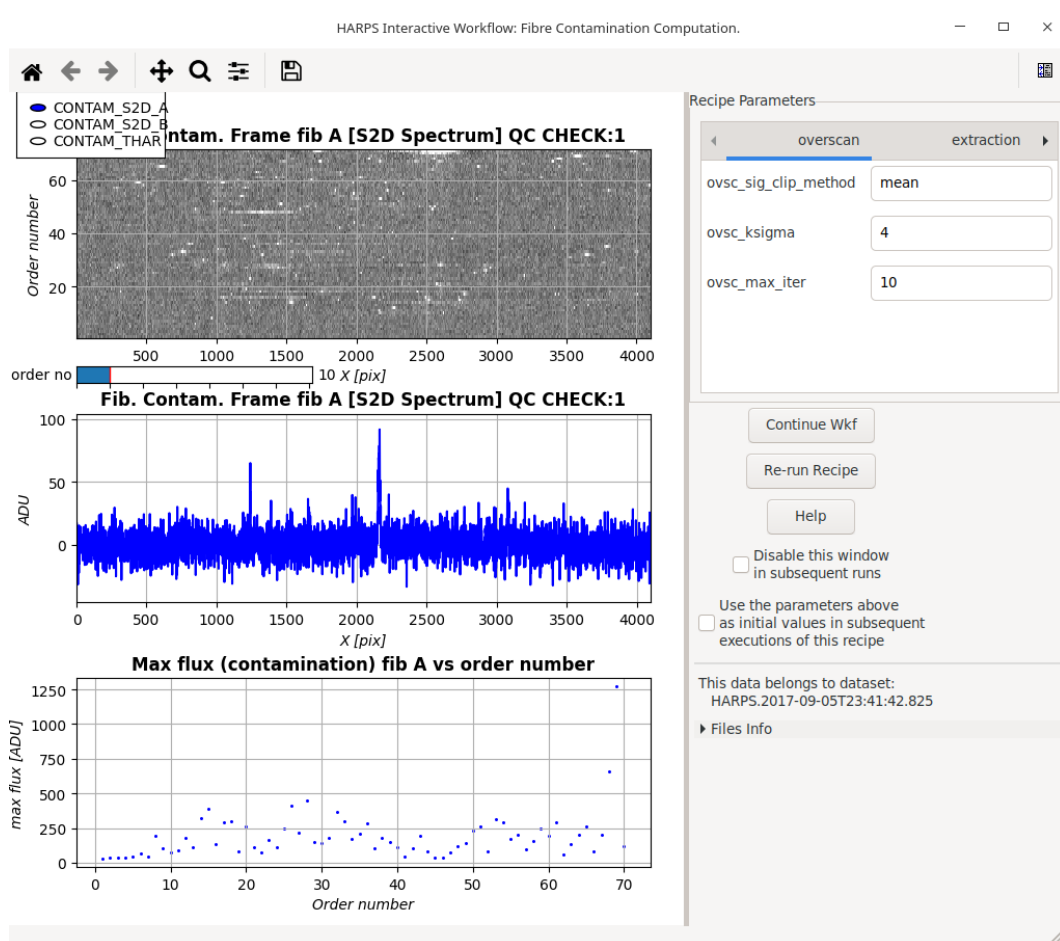 HARPS Interactive Workflow: Fibre Contamination Computation.
CONTAM_S2D_A
CONTAM_S2D_B
CONTAM_THAR
ntam. Frame fib A [S2D Spectrum] QC CHECK:1
Order number
60
40
20
500 1000 1500 2000 2500 3000 3500 4000
X [pix]
order no
10
Fib. Contam. Frame fib A [S2D Spectrum] QC CHECK:1
ADU
100
50
0
0 500 1000 1500 2000 2500 3000 3500 4000
X [pix]
Max flux (contamination) fib A vs order number
max flux [ADU]
1250
1000
750
500
250
0
0 10 20 30 40 50 60 70
Order number
Recipe Parameters
overscan extraction
ovsc_sig_clip_method mean
ovsc_ksigma 4
ovsc_max_iter 10
Continue Wkf
Re-run Recipe
Help
Disable this window
in subsequent runs
Use the parameters above
as initial values in subsequent
executions of this recipe
This data belongs to dataset:
HARPS.2017-09-05T23:41:42.825
Files Info